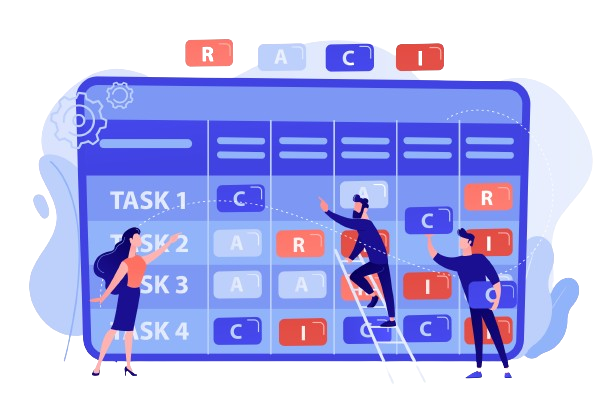 R A C I
TASK 1 C A C R
TASK 2 A R I
TASK 3 A A I C
TASK 4 C I C C